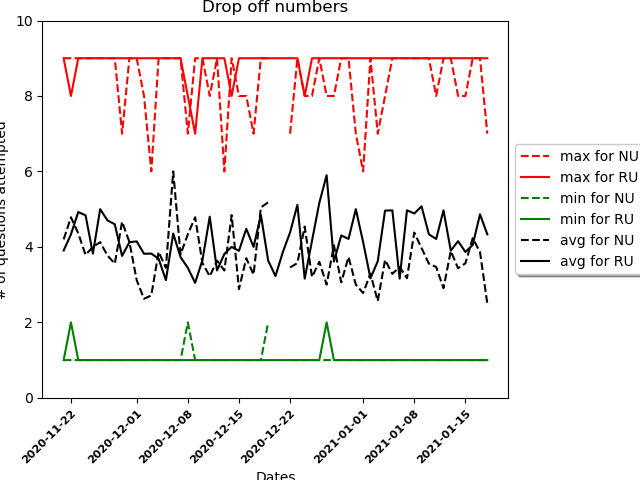 Drop off numbers
# of questions attempted
10
8
6
4
2
0
2020-11-22
2020-12-01
2020-12-08
2020-12-15
2020-12-22
2021-01-01
2021-01-08
2021-01-15
Dates
max for NU
max for RU
min for NU
min for RU
avg for NU
avg for RU